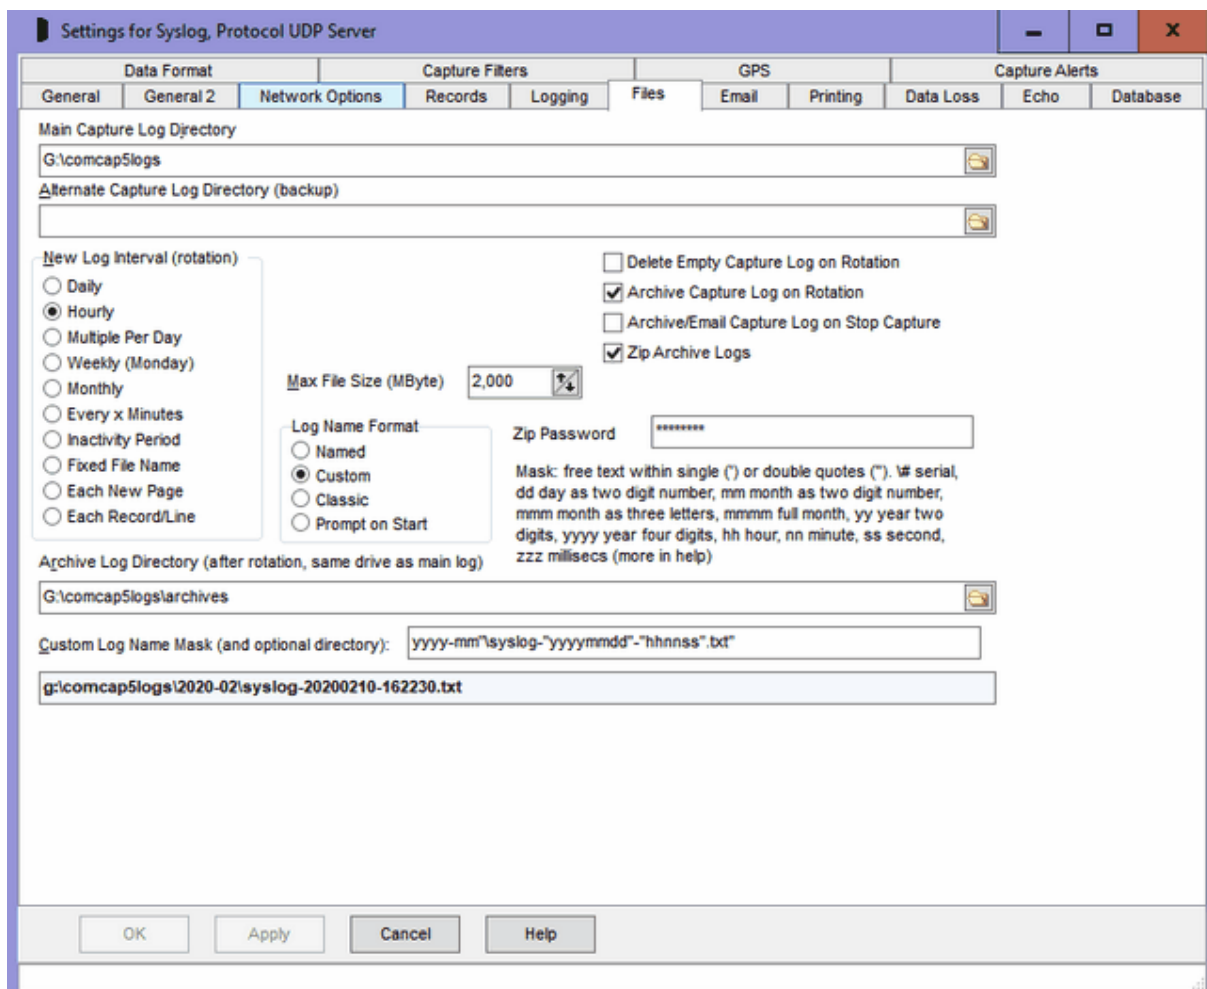 Settings for Syslog, Protocol UDP Server
Data Format Capture Filters GPS Capture Alerts
General General 2 Network Options Records Logging Files Email Printing Data Loss Echo Database
Main Capture Log Directory
G:\comcap5logs
Alternate Capture Log Directory (backup)
New Log Interval (rotation)
Daily
Hourly
Multiple Per Day
Weekly (Monday)
Monthly
Every x Minutes
Inactivity Period
Fixed File Name
Each New Page
Each Record/Line
Delete Empty Capture Log on Rotation
Archive Capture Log on Rotation
Archive/Email Capture Log on Stop Capture
Zip Archive Logs
Max File Size (MByte) 2,000
Log Name Format
Named
Custom
Classic
Prompt on Start
Zip Password ********
Mask: free text within single (') or double quotes ("). \# serial,
dd day as two digit number, mm month as two digit number,
mmm month as three letters, mmmm full month, yy year two
digits, yyyy year four digits, hh hour, nn minute, ss second,
zzz millisecs (more in help)
Archive Log Directory (after rotation, same drive as main log)
G:\comcap5logs\archives
Custom Log Name Mask (and optional directory): yyyy-mm"\syslog-"yyyymmdd"-"hhnnss".txt"
g:\comcap5logs\2020-02\syslog-20200210-162230.txt
OK Apply Cancel Help